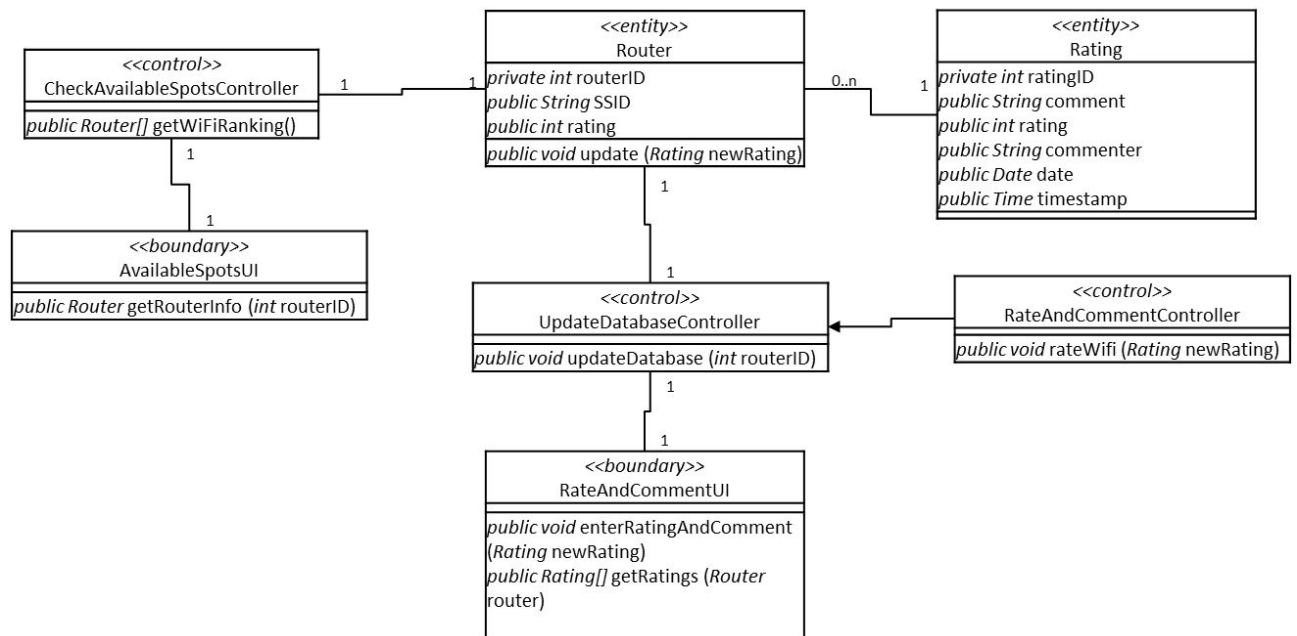 <<control>>
CheckAvailableSpotsController
public Router[] getWiFiRanking()
1
1
<<entity>>
Router
private int routerID
public String SSID
public int rating
public void update (Rating newRating)
0..n
1
<<entity>>
Rating
private int ratingID
public String comment
public int rating
public String commenter
public Date date
public Time timestamp
1
1
<<boundary>>
AvailableSpotsUI
public Router getRouterInfo (int routerID)
1
1
<<control>>
UpdateDatabaseController
public void updateDatabase (int routerID)
<<control>>
RateAndCommentController
public void rateWifi (Rating newRating)
1
1
<<boundary>>
RateAndCommentUI
public void enterRatingAndComment
(Rating newRating)
public Rating[] getRatings (Router
router)